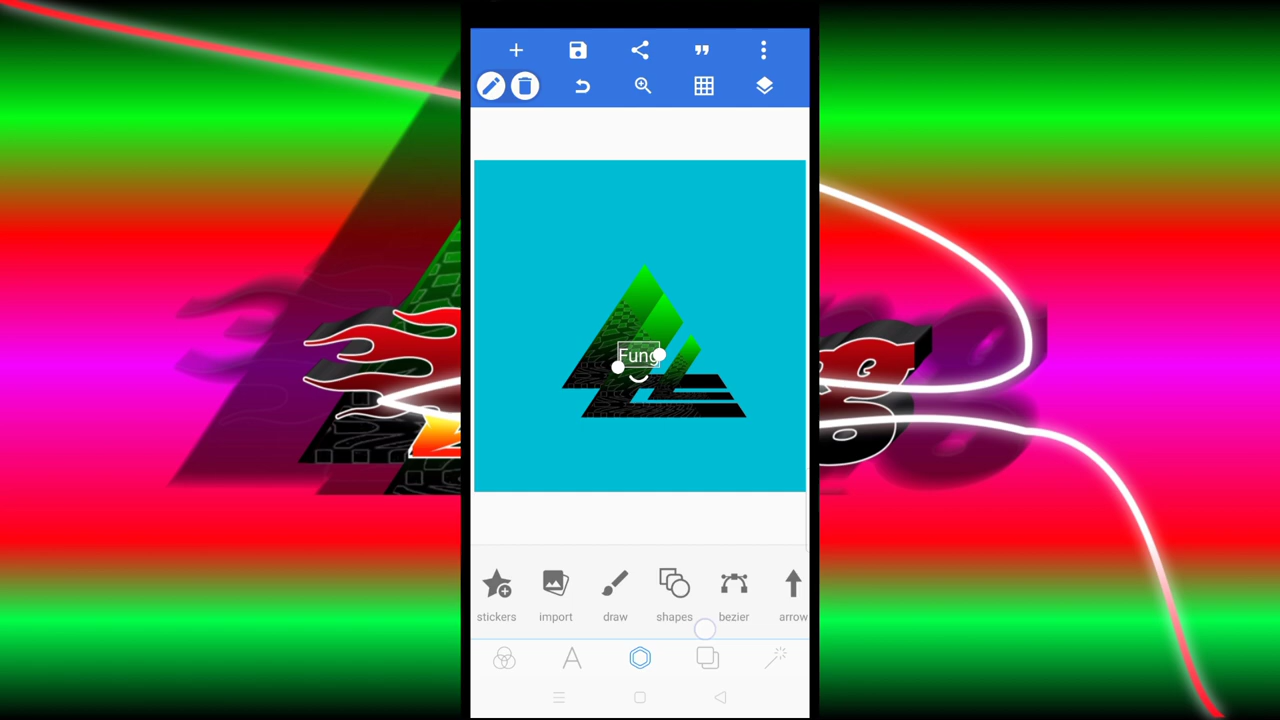 Fung
stickers
import
draw
shapes
bezier
arrow